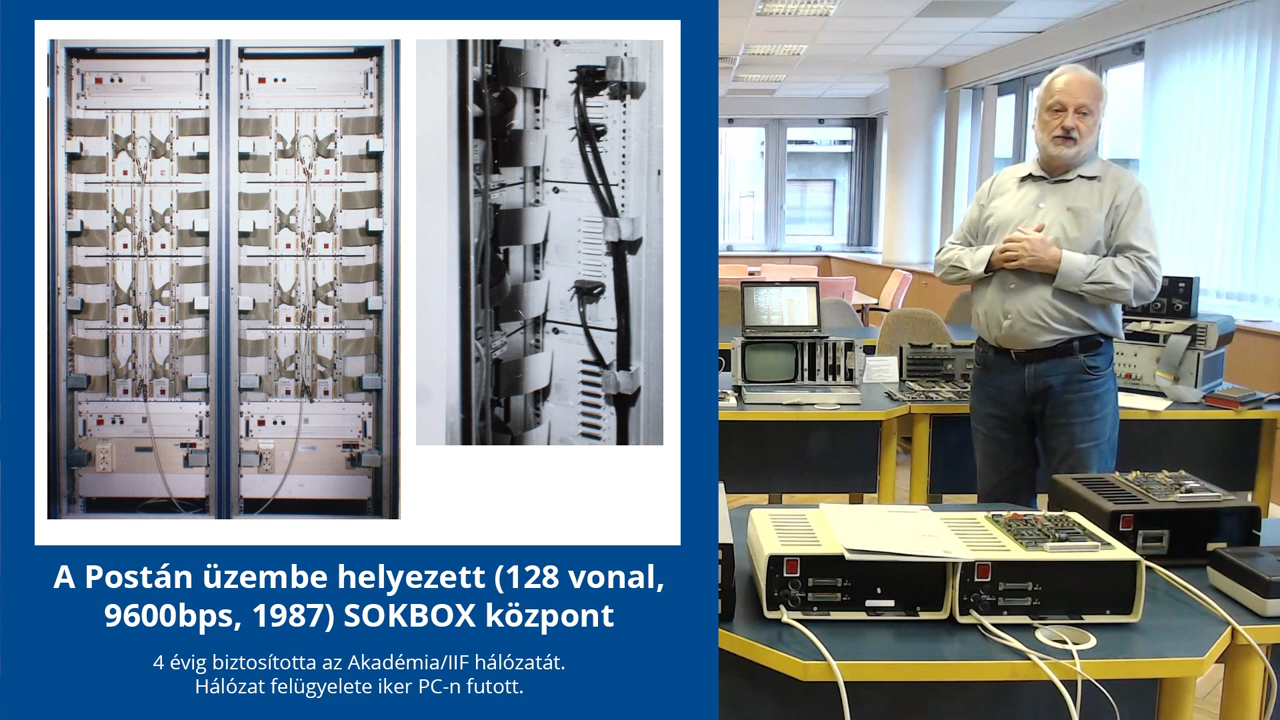 A Postán üzembe helyezett (128 vonal,
9600bps, 1987) SOKBOX központ
4 évig biztosította az Akadémia/IIF hálózatát.
Hálózat felügyelete iker PC-n futott.